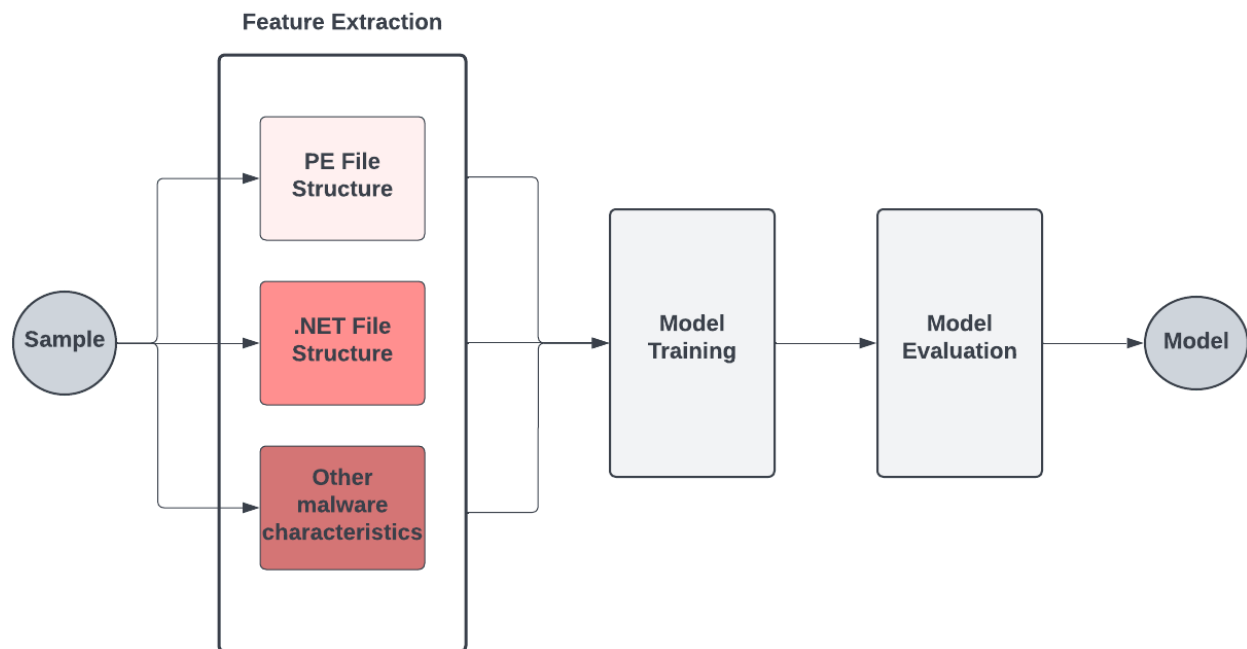 Feature Extraction
PE File
Structure
Sample
.NET File
Structure
Other
malware
characteristics
Model
Training
Model
Evaluation
Model